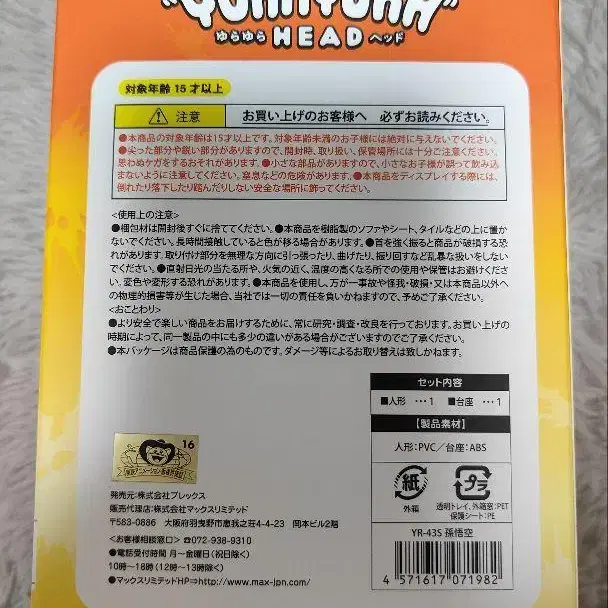 "YURAYURA"
ゆらゆら HEAD ヘッド
対象年齢 15才以上
注意 お買い上げのお客様へ 必ずお読みください。
●本商品の対象年齢は15才以上です。対象年齢未満のお子様には絶対に与えないでください。
●尖った部分や鋭い部分がありますので、開封時、取り扱い、保管場所には十分ご注意ください。
思わぬケガをするおそれがあります。●小さな部品がありますので、小さなお子様が誤って飲み込
まないように注意してください。窒息などの危険があります。●本商品をディスプレイする際には、
倒れたり落下したり踏んだりしない安全な場所に飾ってください。
<使用上の注意>
●梱包材は開封後すぐに捨ててください。●本商品を樹脂製のソファやシート、タイルなどの上に置か
ないでください。長時間接触していると色が移る場合があります。●首を強く振ると商品が破損する恐
れがあります。取り付け部分を無理な方向に引っ張ったり、曲げたり、振り回すなど乱暴な扱いをしな
いでください。●直射日光の当たる所や、火気の近く、温度の高くなる所での使用や保管はお避けくださ
い。変色や変形する恐れがあります。●本商品を使用し、万が一事故や怪我・破損・又は本商品以外へ
の物理的損害等が生じた場合、当社では一切の責任を負いかねますので、予めご了承ください。
<おことわり>
●より安全で楽しい商品をお届けするために、常に研究・調査・改良を行っております。お買い上げの
時期によって、同一製品の中にも多少の違いがある場合がございますのでご了承ください。
●本パッケージは商品保護の為のものです、ダメージ等によるお取り替えは致しかねます。
セット内容
■人形 …1 ■台座 …1
【製品素材】
人形:PVC/台座:ABS
16
紙
外箱
プラ
透明トレイ、外箱窓:PET
保護シート:PE
発売元:株式会社プレックス
販売代理店:株式会社マックスリミテッド
〒583-0886 大阪府羽曳野市恵我之荘4-4-23 岡本ビル2階
<お客様相談窓口>☎072-938-9310
●電話受付時間 月~金曜日(祝日除く)
10時~18時(12時~13時除く)
●マックスリミテッドHP⇒http://www.max-jpn.com/
YR-43S 孫悟空
4 571617 071982